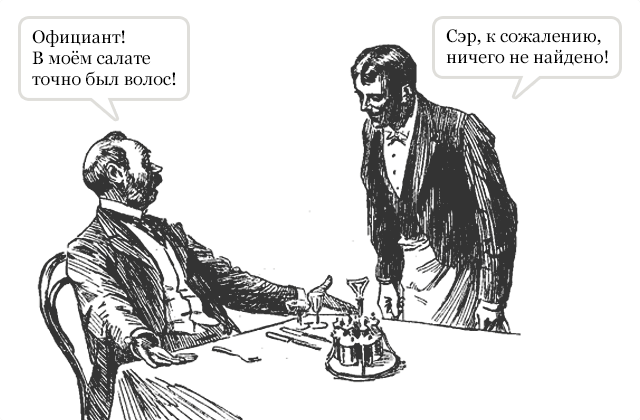 Официант!
В моём салате
точно был волос!
Сэр, к сожалению,
ничего не найдено!